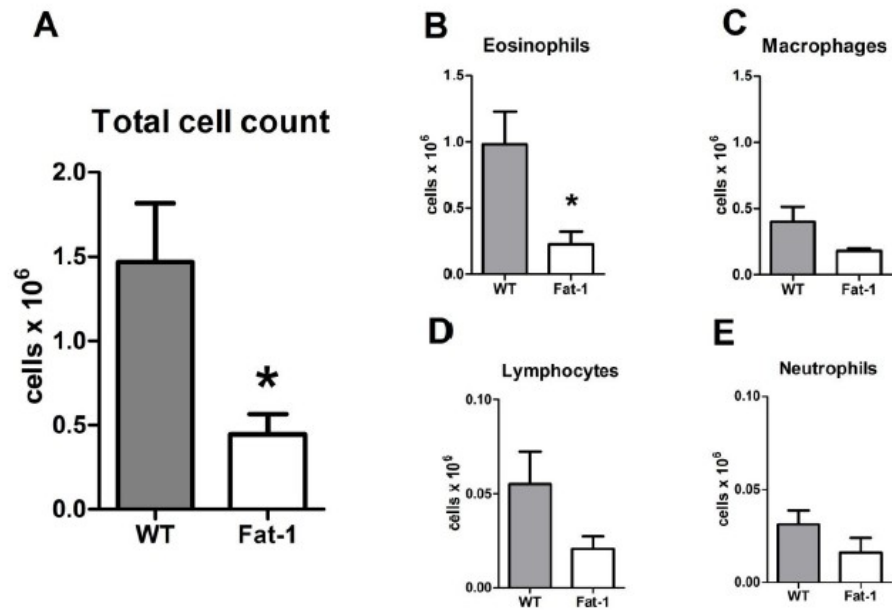 A
Total cell count
cells x 10⁶
2.0
1.5
1.0
0.5
0.0
*
WT Fat-1
B
Eosinophils
cells x 10⁶
1.5
1.0
0.5
0.0
*
WT Fat-1
C
Macrophages
cells x 10⁶
1.5
1.0
0.5
0.0
WT Fat-1
D
Lymphocytes
cells x 10⁶
0.10
0.05
0.00
WT Fat-1
E
Neutrophils
cells x 10⁶
0.10
0.05
0.00
WT Fat-1